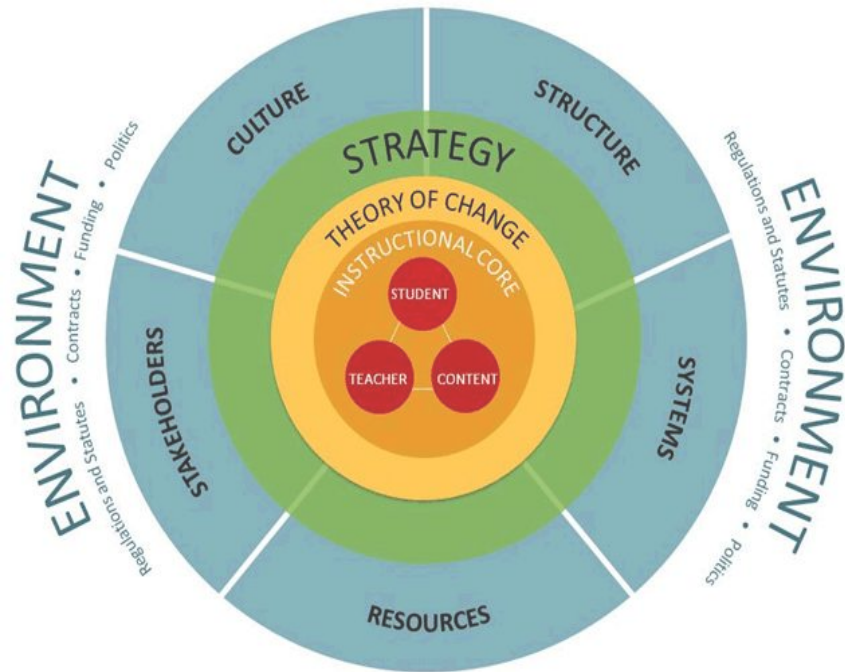 ENVIRONMENT
Regulations and Statutes • Contracts • Funding • Politics
CULTURE
STRUCTURE
STRATEGY
THEORY OF CHANGE
INSTRUCTIONAL CORE
STUDENT
TEACHER
CONTENT
STAKEHOLDERS
SYSTEMS
RESOURCES
ENVIRONMENT
Regulations and Statutes • Contracts • Funding • Politics